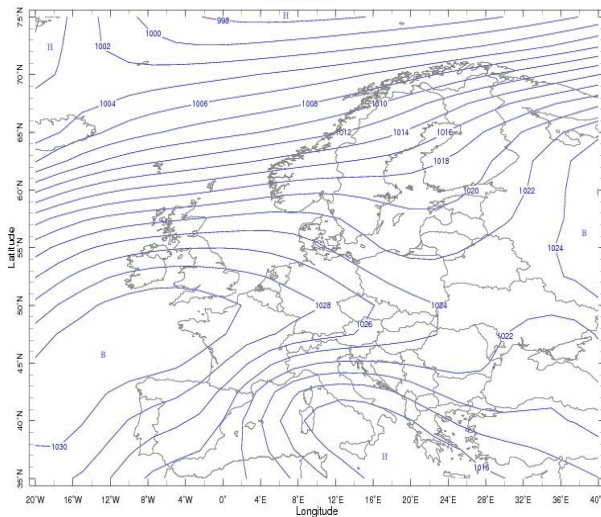 75°N
998
H
1000
1002
H
70°N
1004
1006
1008
1010
65°N
1012
1014
1016
1018
60°N
1020
1022
B
55°N
1024
Latitude
50°N
1028
1024
1026
1022
B
45°N
40°N
1030
H
1016
35°N
20°W
16°W
12°W
8°W
4°W
0°
4°E
8°E
12°E
16°E
20°E
24°E
28°E
32°E
36°E
40°E
Longitude